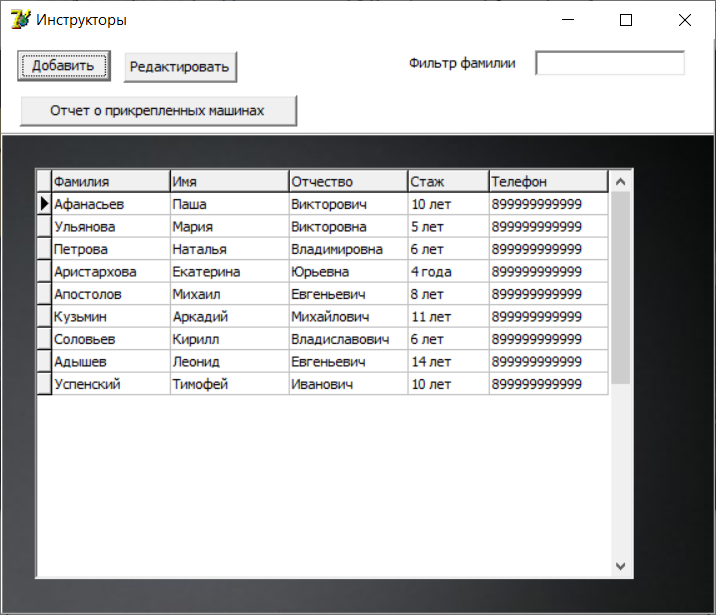 Инструкторы
Добавить Редактировать Фильтр фамилии
Отчет о прикрепленных машинах
Фамилия Имя Отчество Стаж Телефон
Афанасьев Паша Викторович 10 лет 899999999999
Ульянова Мария Викторовна 5 лет 899999999999
Петрова Наталья Владимировна 6 лет 899999999999
Аристархова Екатерина Юрьевна 4 года 899999999999
Апостолов Михаил Евгеньевич 8 лет 899999999999
Кузьмин Аркадий Михайлович 11 лет 899999999999
Соловьев Кирилл Владиславович 6 лет 899999999999
Адышев Леонид Евгеньевич 14 лет 899999999999
Успенский Тимофей Иванович 10 лет 899999999999